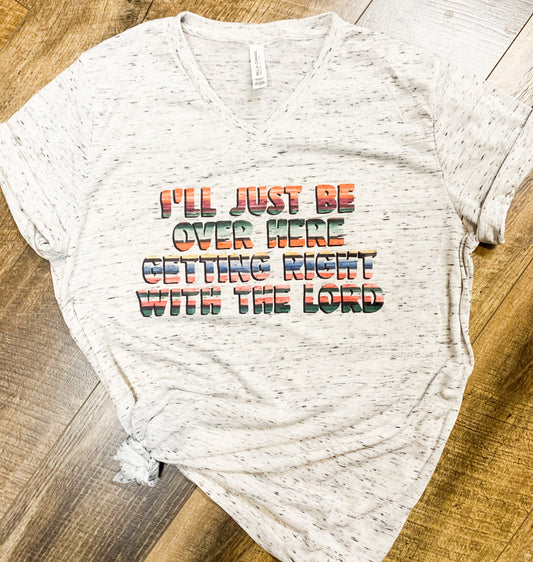 I'LL JUST BE
OVER HERE
GETTING RIGHT
WITH THE LORD